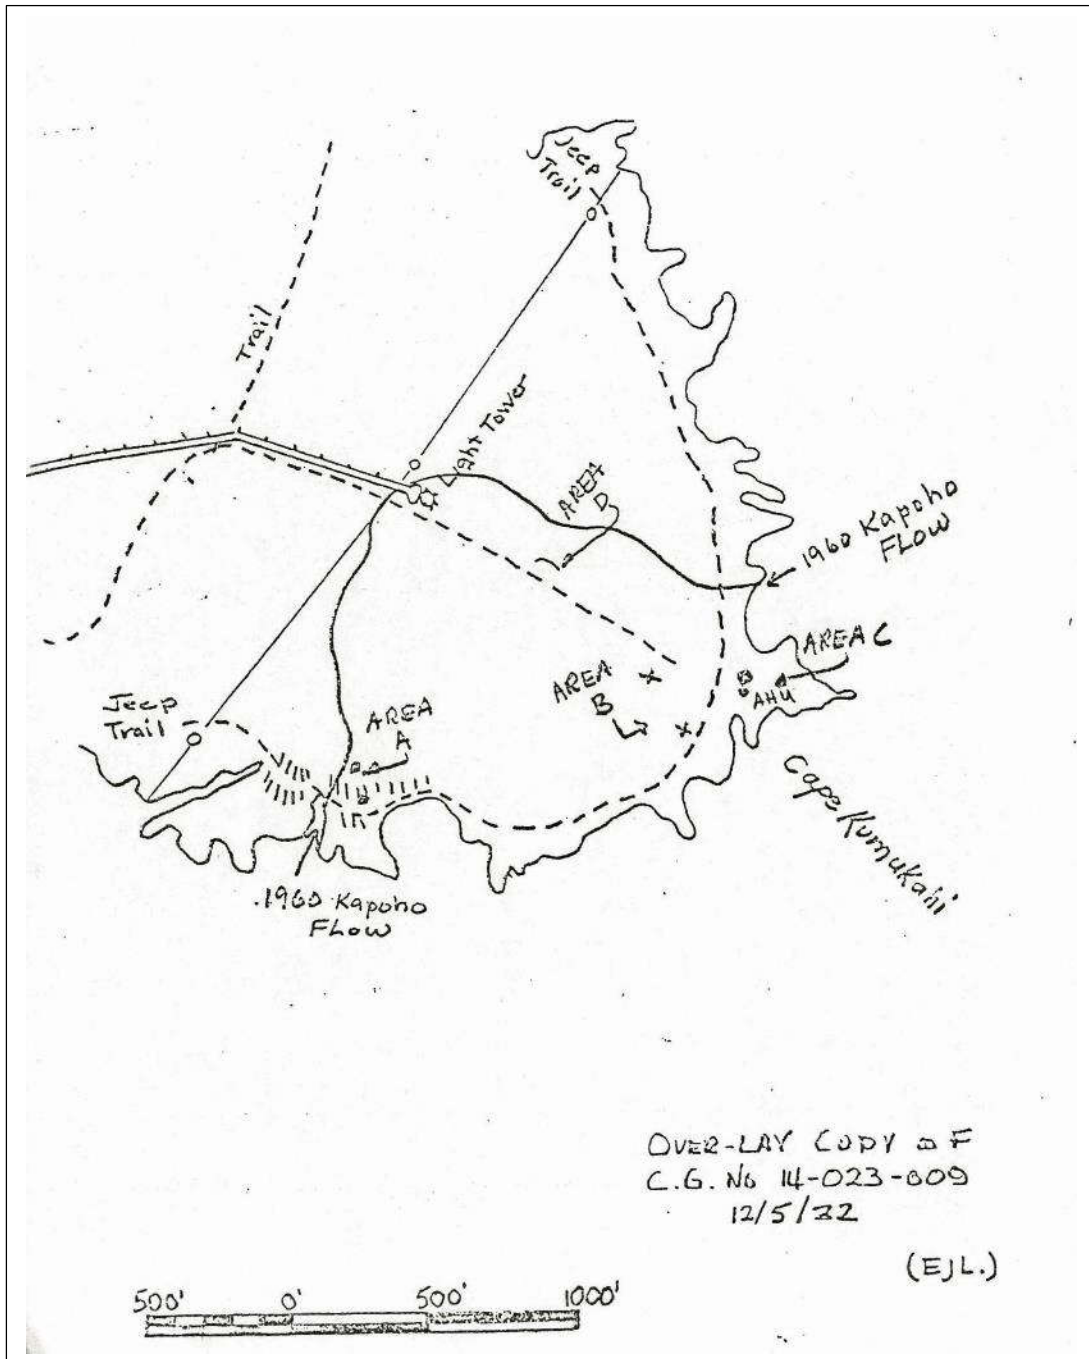 Jeep
Trail
Trail
Light Tower
AREA
D
1960 Kapoho
FLOW
AREA C
AHU
AREA
B
Jeep
Trail
AREA
A
Cape Kumukahi
.1960 Kapoho
FLOW
OVER-LAY COPY OF
C.G. No 14-023-009
12/5/32
(EJL.)
500' 0' 500' 1000'